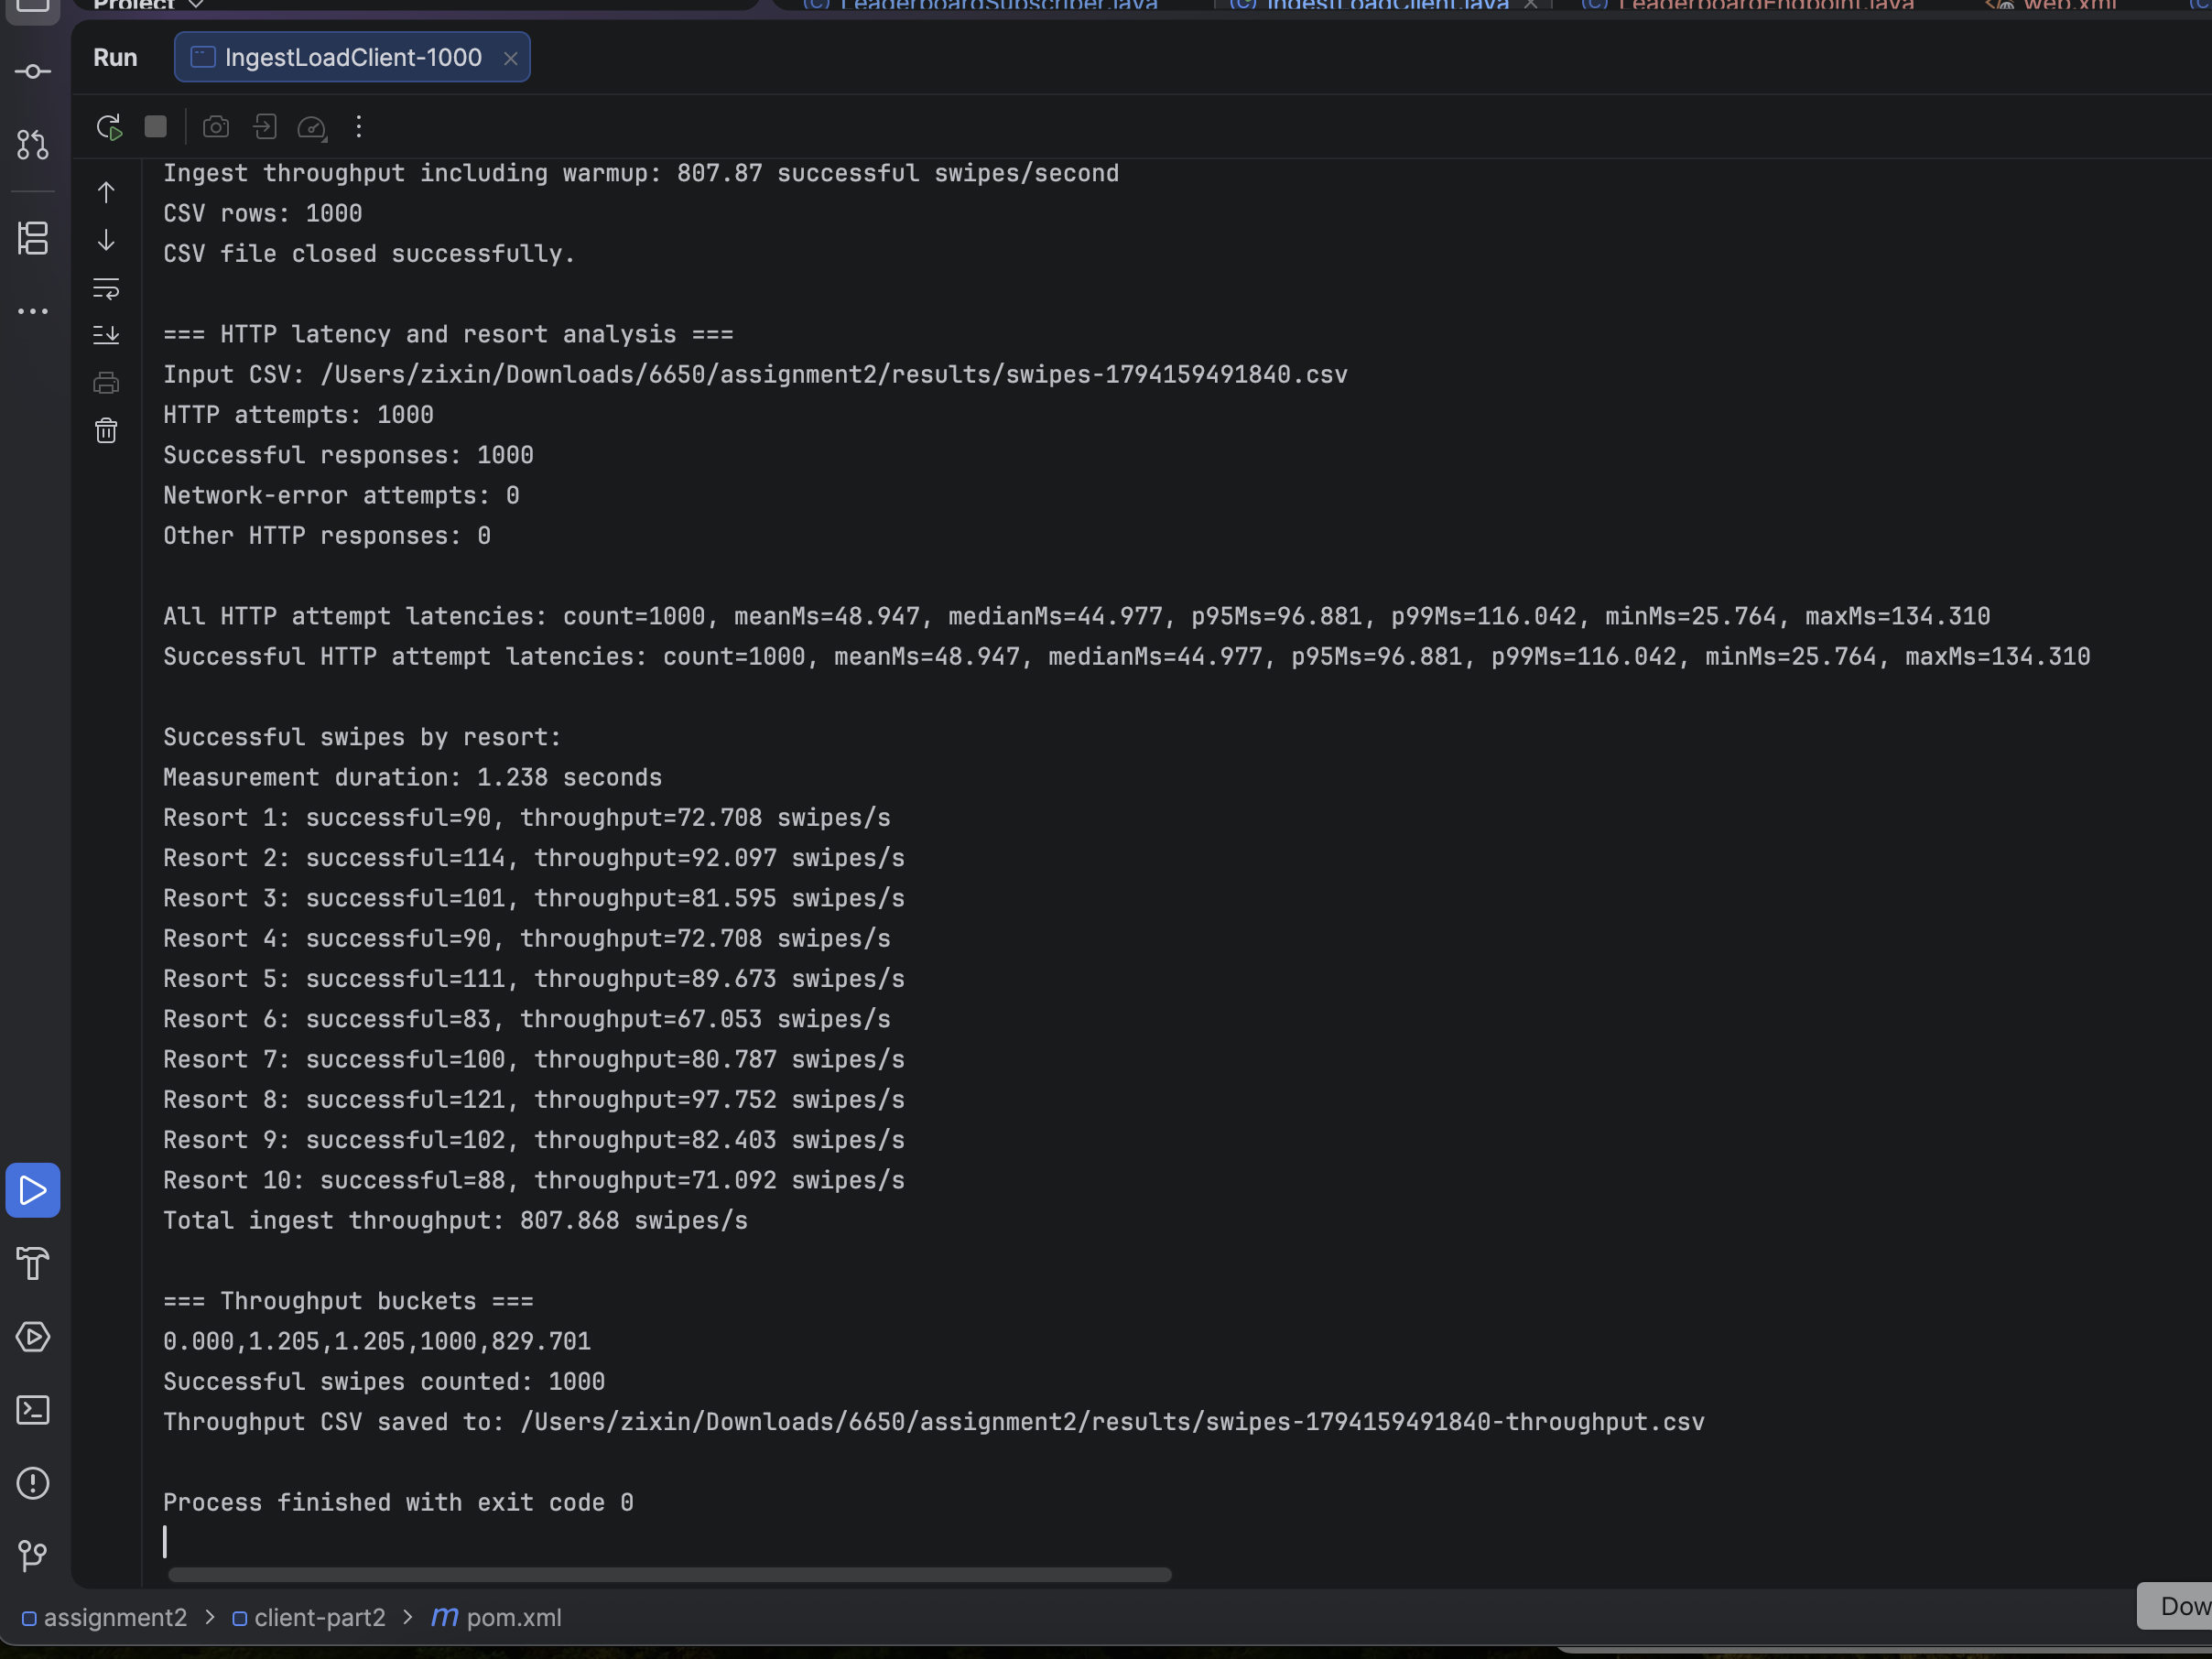 Project
LeaderboardSubscriber.java
IngestLoadClient.java
LeaderboardEndpoint.java
web.xml
Run
IngestLoadClient-1000
Ingest throughput including warmup: 807.87 successful swipes/second
CSV rows: 1000
CSV file closed successfully.
=== HTTP latency and resort analysis ===
Input CSV: /Users/zixin/Downloads/6650/assignment2/results/swipes-1794159491840.csv
HTTP attempts: 1000
Successful responses: 1000
Network-error attempts: 0
Other HTTP responses: 0
All HTTP attempt latencies: count=1000, meanMs=48.947, medianMs=44.977, p95Ms=96.881, p99Ms=116.042, minMs=25.764, maxMs=134.310
Successful HTTP attempt latencies: count=1000, meanMs=48.947, medianMs=44.977, p95Ms=96.881, p99Ms=116.042, minMs=25.764, maxMs=134.310
Successful swipes by resort:
Measurement duration: 1.238 seconds
Resort 1: successful=90, throughput=72.708 swipes/s
Resort 2: successful=114, throughput=92.097 swipes/s
Resort 3: successful=101, throughput=81.595 swipes/s
Resort 4: successful=90, throughput=72.708 swipes/s
Resort 5: successful=111, throughput=89.673 swipes/s
Resort 6: successful=83, throughput=67.053 swipes/s
Resort 7: successful=100, throughput=80.787 swipes/s
Resort 8: successful=121, throughput=97.752 swipes/s
Resort 9: successful=102, throughput=82.403 swipes/s
Resort 10: successful=88, throughput=71.092 swipes/s
Total ingest throughput: 807.868 swipes/s
=== Throughput buckets ===
0.000,1.205,1.205,1000,829.701
Successful swipes counted: 1000
Throughput CSV saved to: /Users/zixin/Downloads/6650/assignment2/results/swipes-1794159491840-throughput.csv
Process finished with exit code 0
assignment2 > client-part2 > m pom.xml
Dow